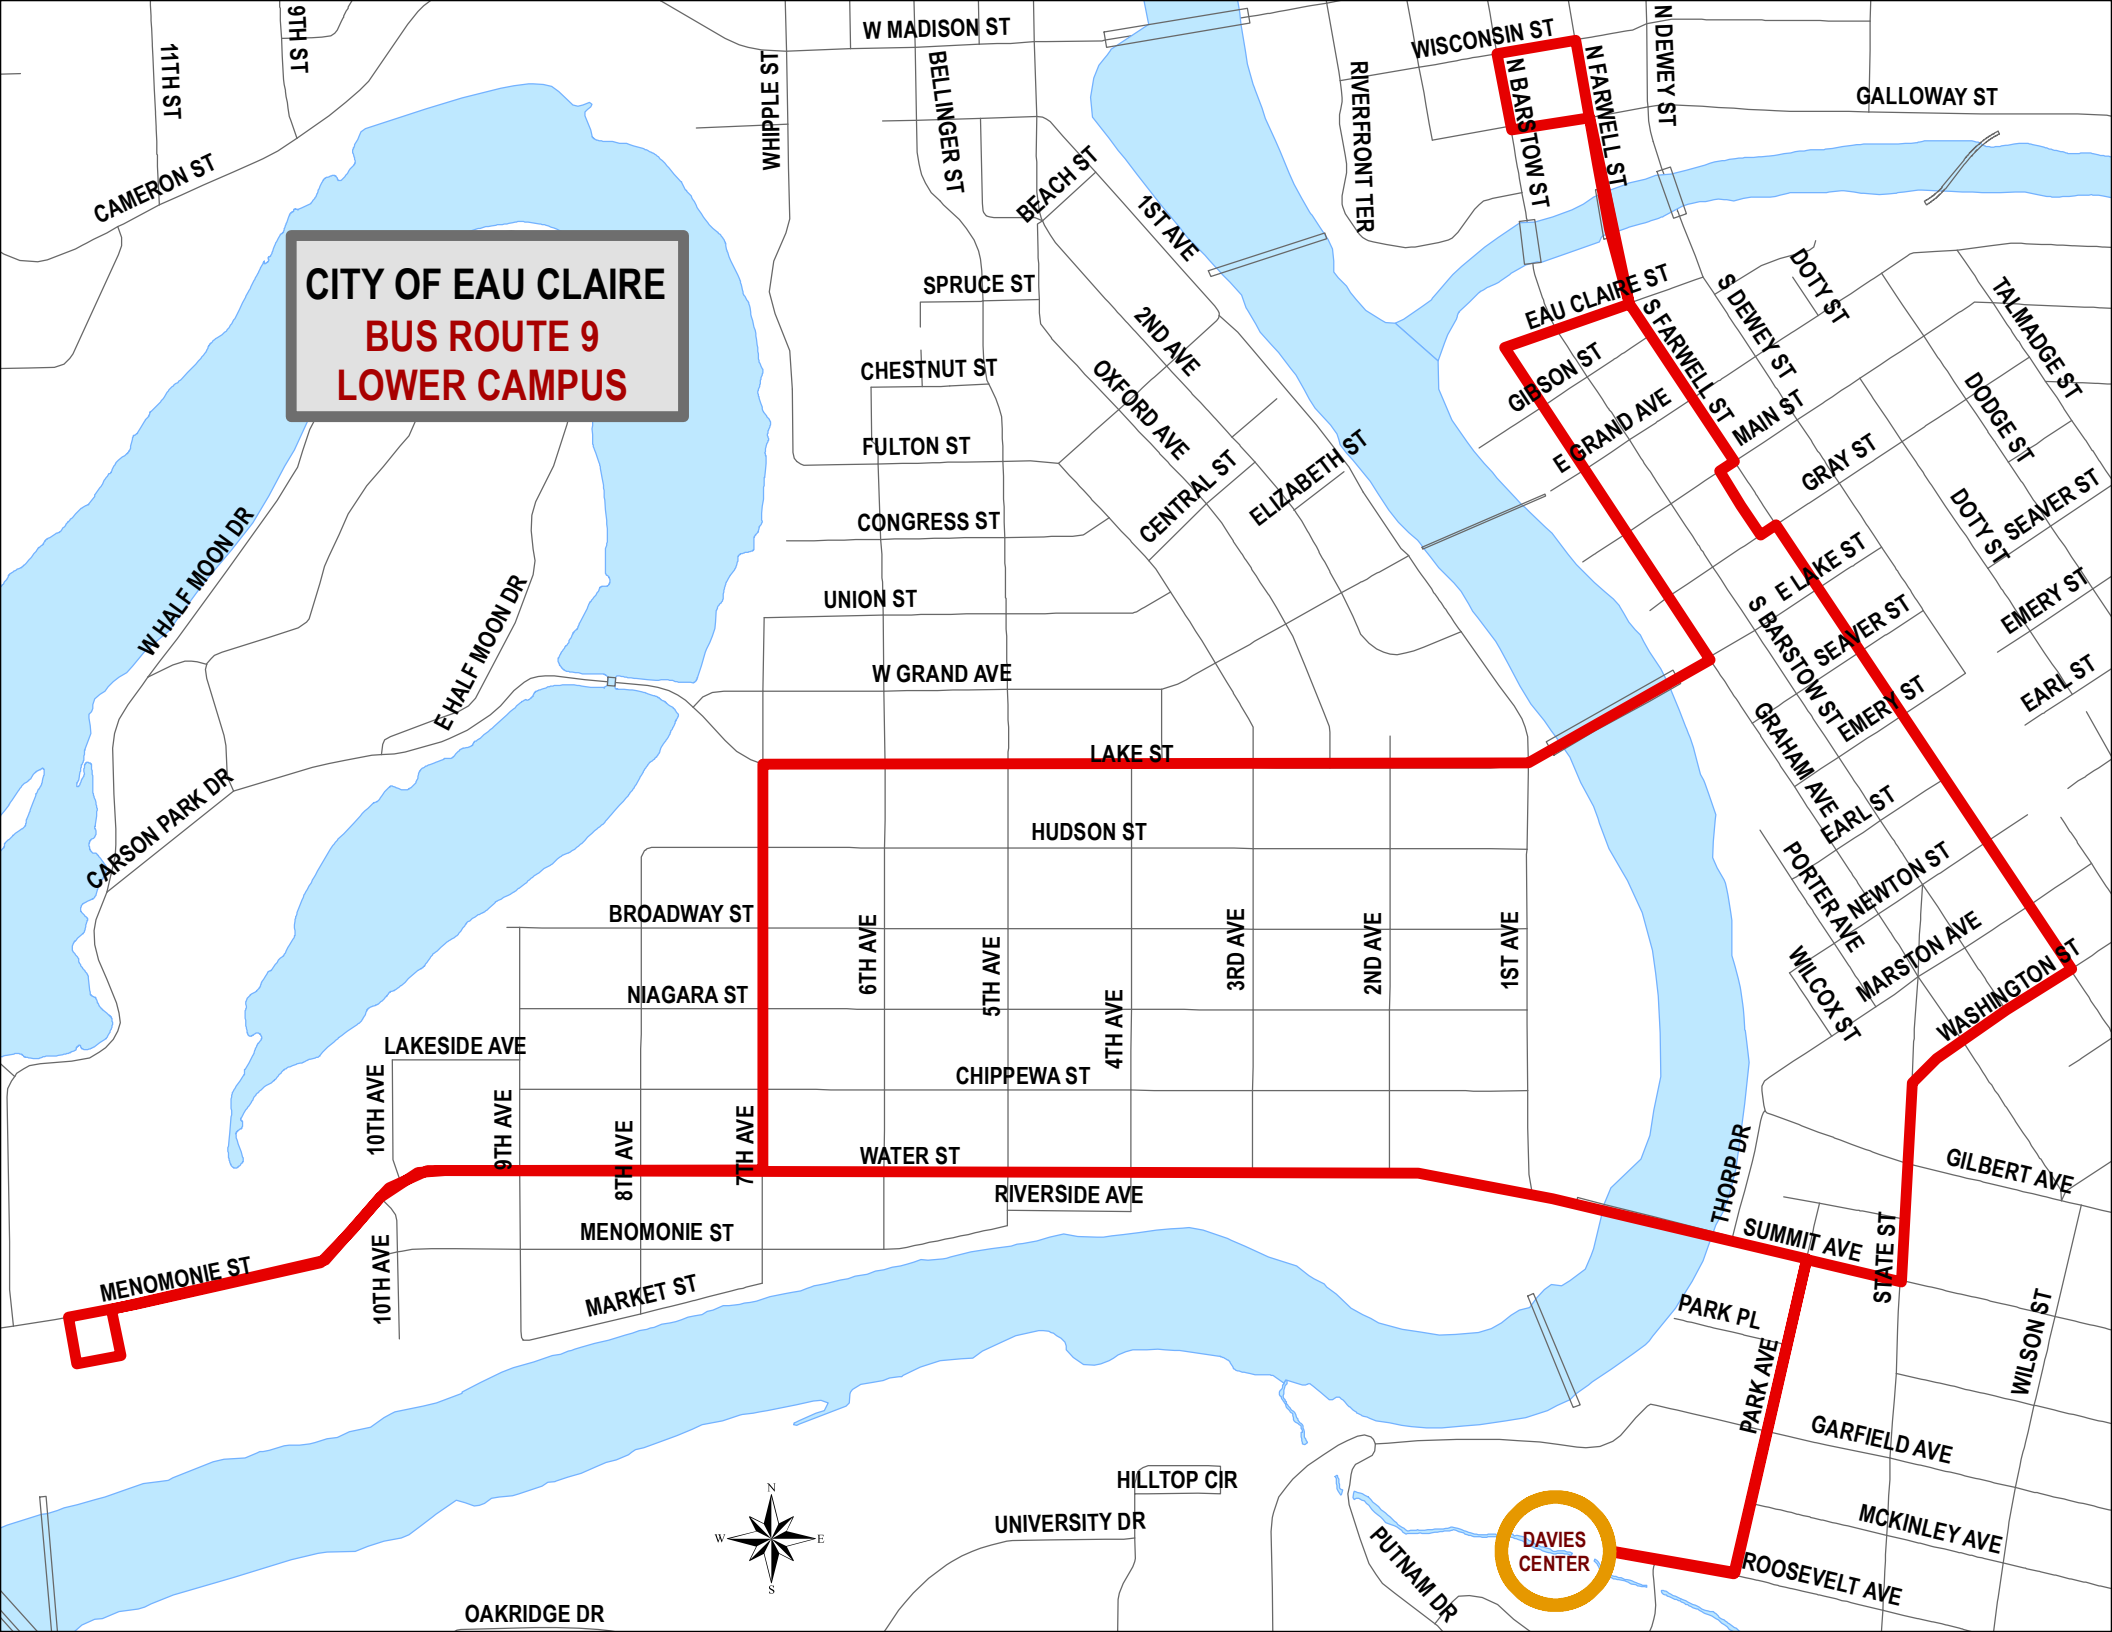 9TH ST
11TH ST
W MADISON ST
WISCONSIN ST
N DEWEY ST
N FARWELL ST
N BARSTOW ST
RIVERFRONT TER
GALLOWAY ST
WHIPPLE ST
BELLINGER ST
BEACH ST
1ST AVE
CAMERON ST
CITY OF EAU CLAIRE
BUS ROUTE 9
LOWER CAMPUS
SPRUCE ST
2ND AVE
EAU CLAIRE ST
S FARWELL ST
S DEWEY ST
DOTY ST
TALMADGE ST
CHESTNUT ST
OXFORD AVE
GIBSON ST
E GRAND AVE
MAIN ST
DODGE ST
FULTON ST
CENTRAL ST
ELIZABETH ST
GRAY ST
SEAVER ST
DOTY ST
CONGRESS ST
W HALF MOON DR
E HALF MOON DR
UNION ST
E LAKE ST
SEAVER ST
EMERY ST
S BARSTOW ST
W GRAND AVE
EMERY ST
EARL ST
GRAHAM AVE
LAKE ST
CARSON PARK DR
HUDSON ST
EARL ST
PORTER AVE
NEWTON ST
BROADWAY ST
6TH AVE
5TH AVE
3RD AVE
2ND AVE
1ST AVE
MARSTON AVE
WILCOX ST
WASHINGTON ST
NIAGARA ST
4TH AVE
LAKESIDE AVE
10TH AVE
9TH AVE
8TH AVE
7TH AVE
CHIPPEWA ST
WATER ST
RIVERSIDE AVE
THORP DR
GILBERT AVE
MENOMONIE ST
SUMMIT AVE
STATE ST
MENOMONIE ST
10TH AVE
MARKET ST
PARK PL
PARK AVE
WILSON ST
GARFIELD AVE
HILLTOP CIR
UNIVERSITY DR
N
W
E
S
PUTNAM DR
DAVIES
CENTER
MCKINLEY AVE
ROOSEVELT AVE
OAKRIDGE DR